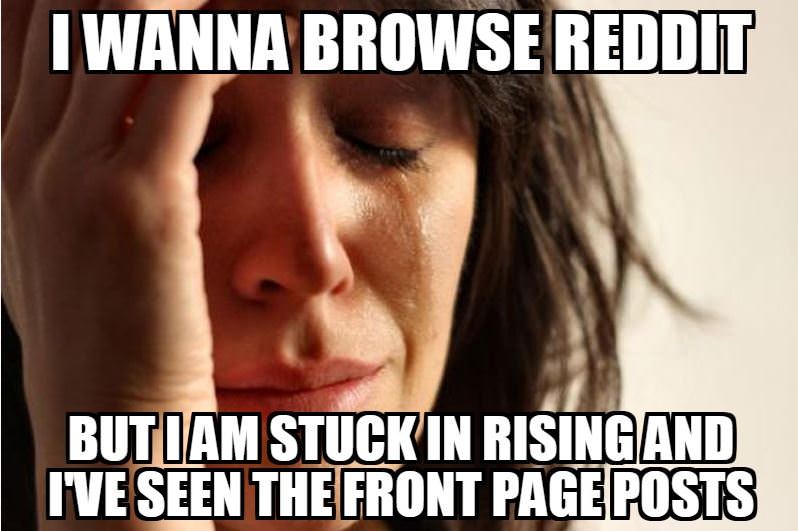 I WANNA BROWSE REDDIT
BUT I AM STUCK IN RISING AND
I'VE SEEN THE FRONT PAGE POSTS